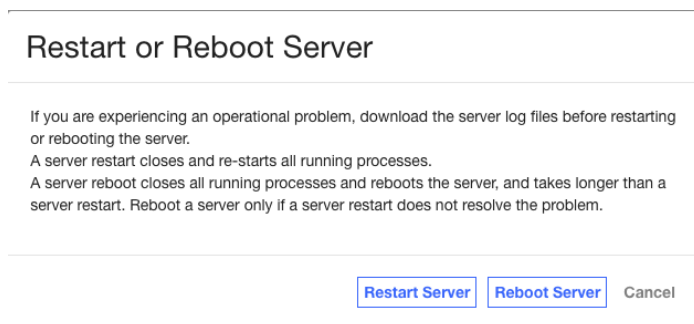 Restart or Reboot Server
If you are experiencing an operational problem, download the server log files before restarting
or rebooting the server.
A server restart closes and re-starts all running processes.
A server reboot closes all running processes and reboots the server, and takes longer than a
server restart. Reboot a server only if a server restart does not resolve the problem.
Restart Server Reboot Server Cancel